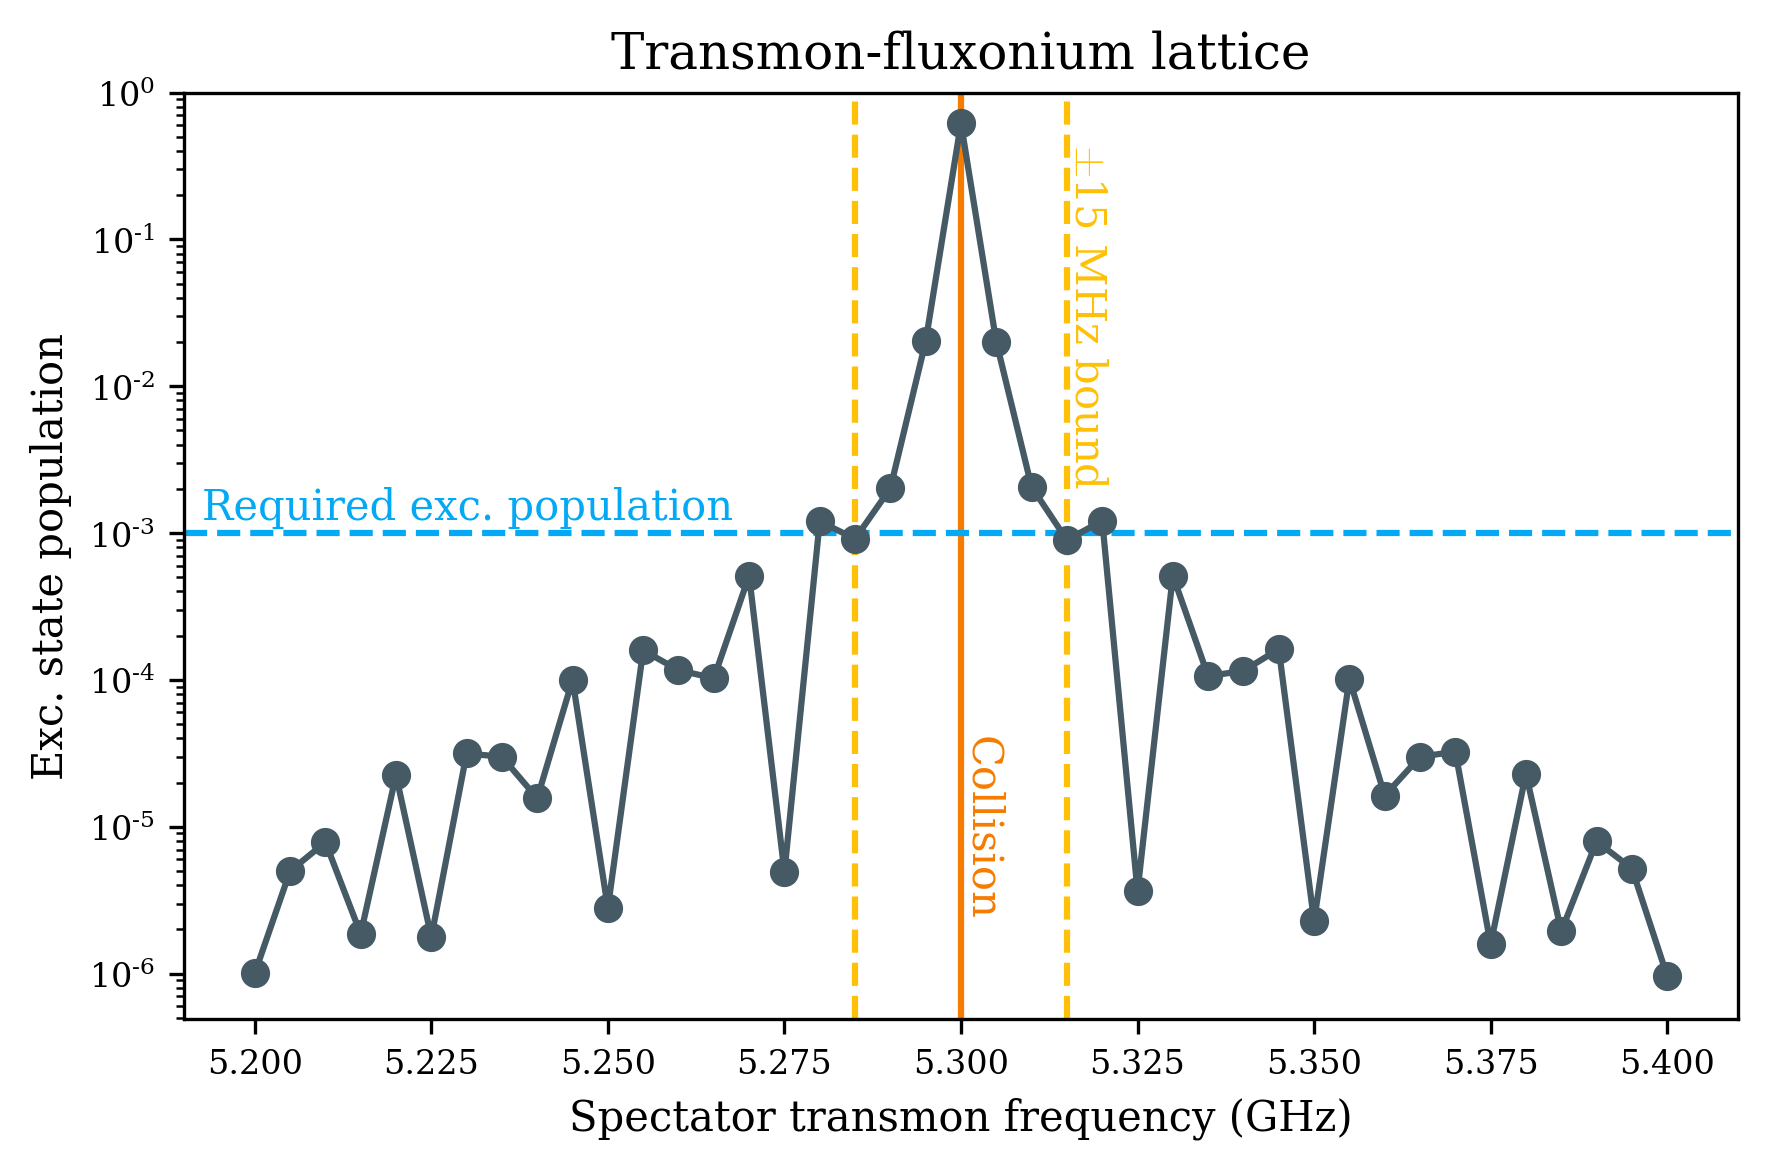 Transmon-fluxonium lattice
Exc. state population
10⁰
10⁻¹
10⁻²
10⁻³
10⁻⁴
10⁻⁵
10⁻⁶
±15 MHz bound
Required exc. population
Collision
5.200 5.225 5.250 5.275 5.300 5.325 5.350 5.375 5.400
Spectator transmon frequency (GHz)